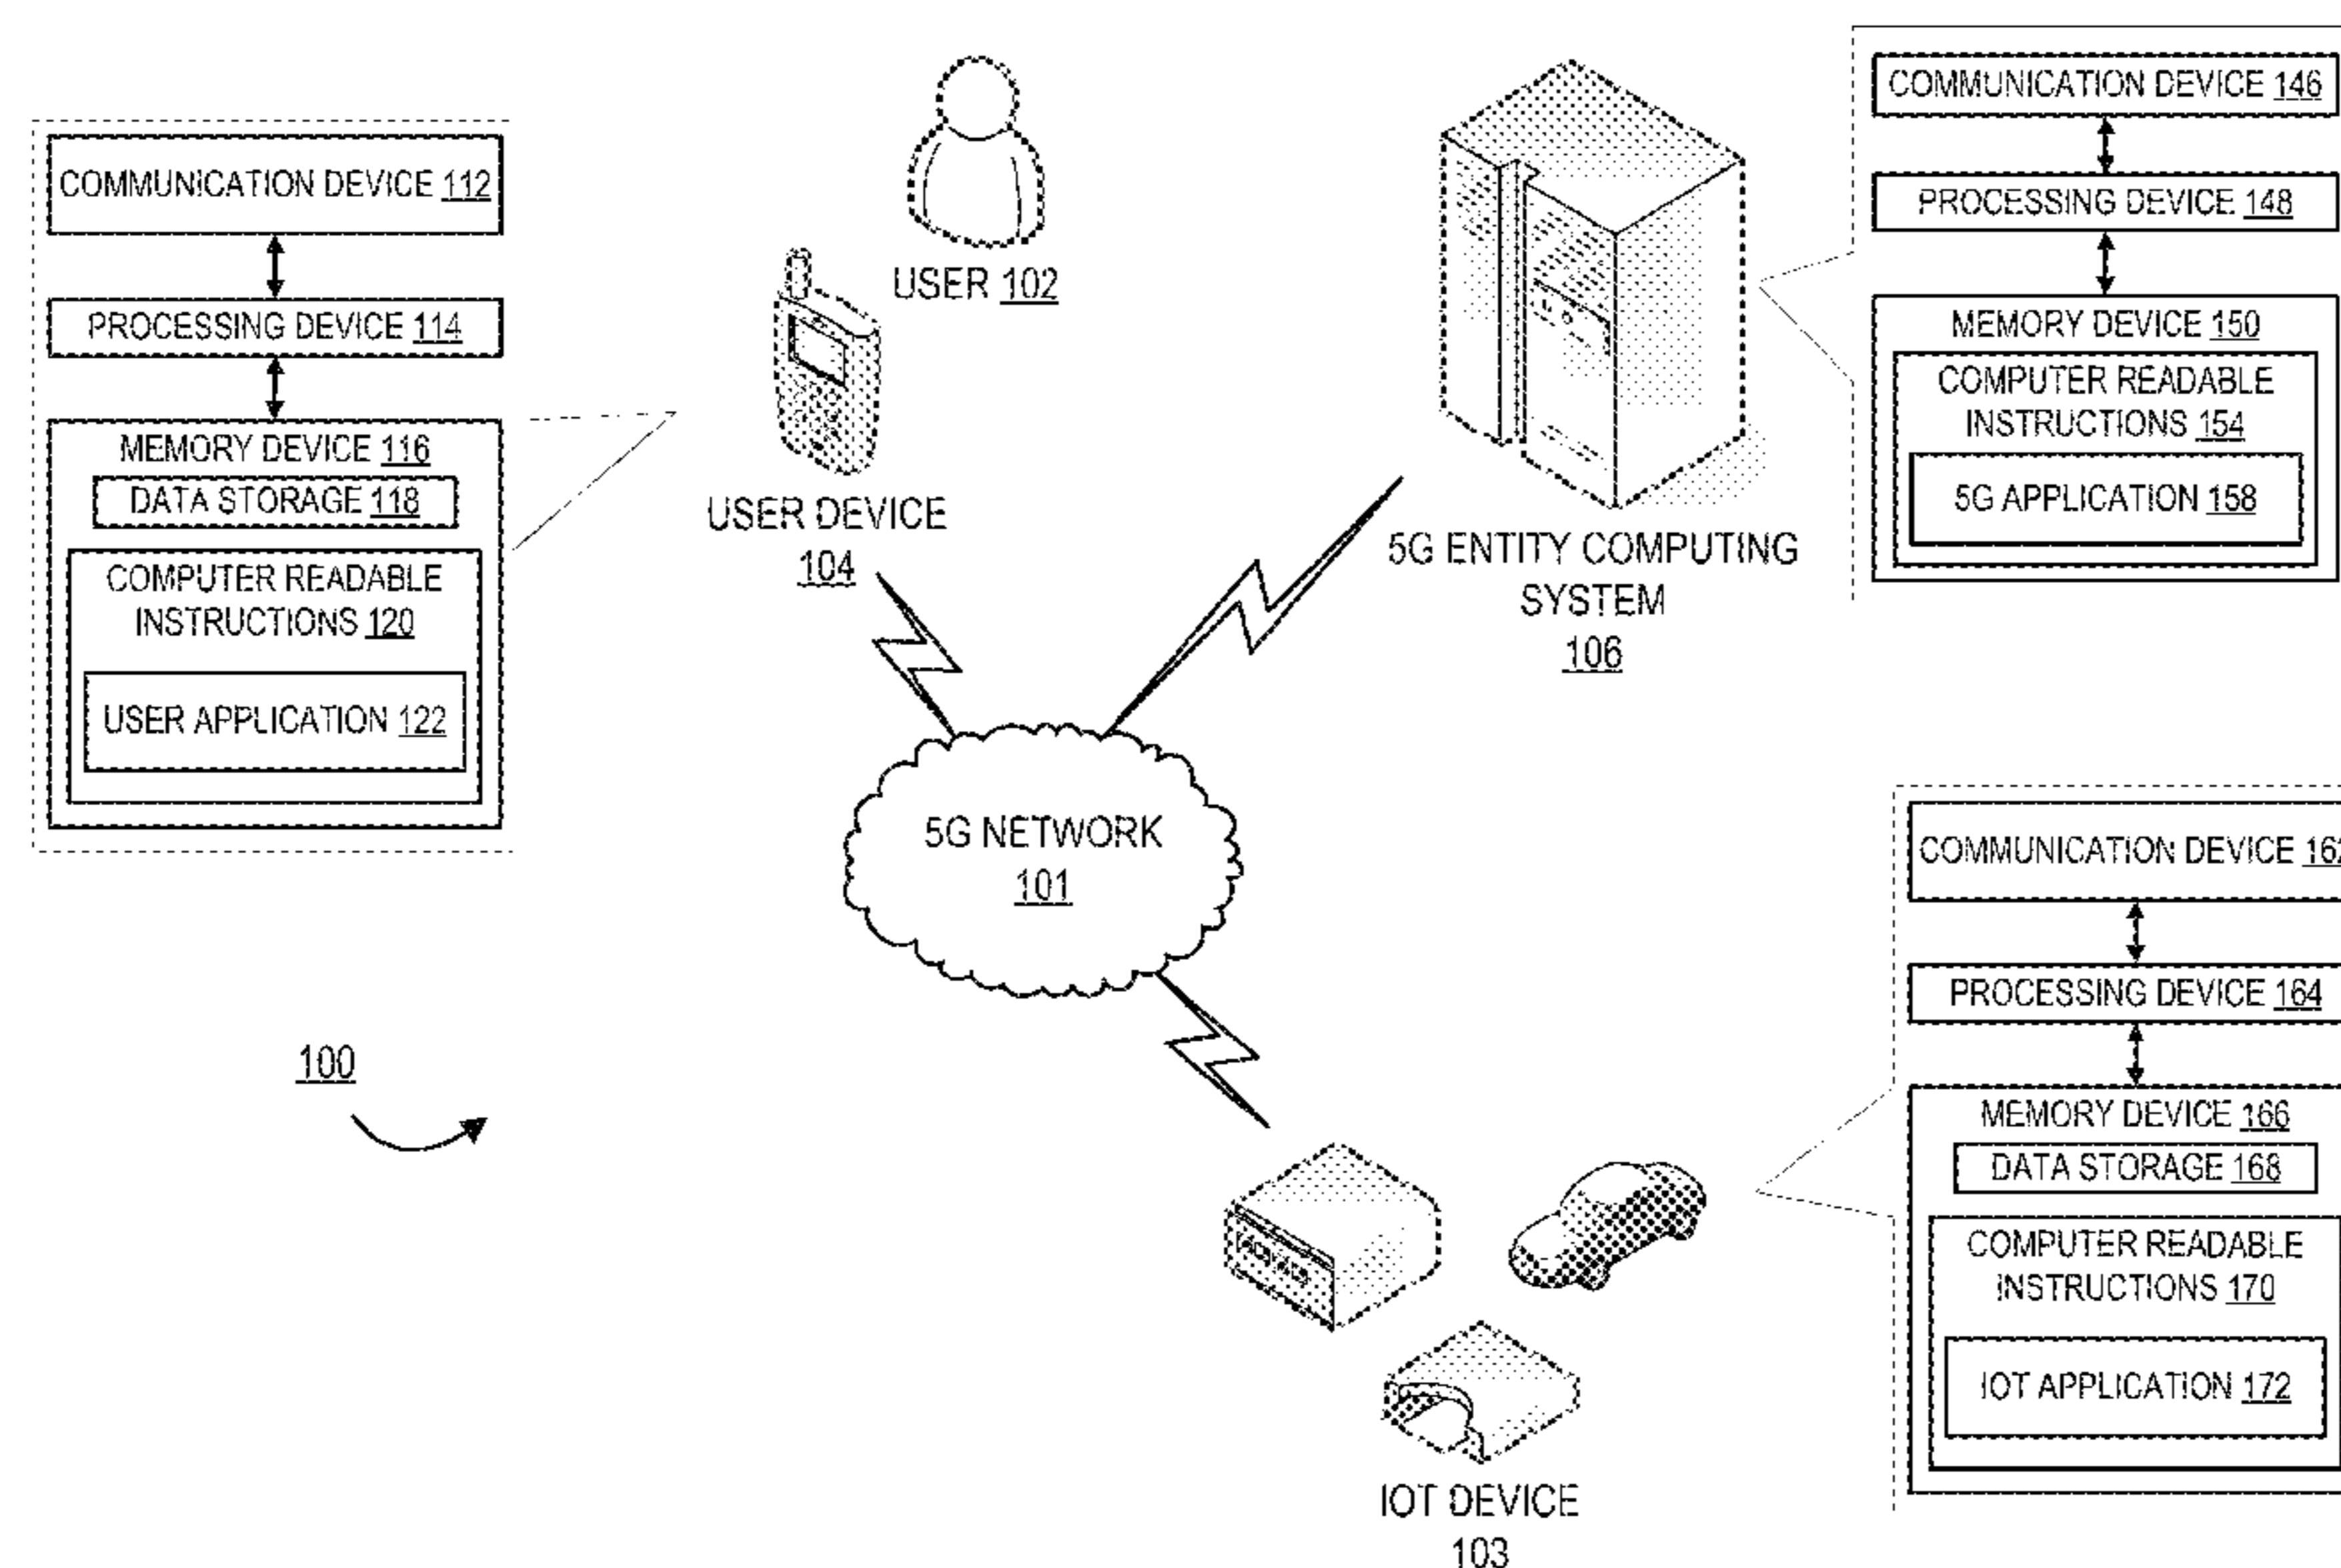 COMMUNICATION DEVICE 112
PROCESSING DEVICE 114
MEMORY DEVICE 116
DATA STORAGE 118
COMPUTER READABLE
INSTRUCTIONS 120
USER APPLICATION 122
USER 102
USER DEVICE
104
5G ENTITY COMPUTING
SYSTEM
106
COMMUNICATION DEVICE 146
PROCESSING DEVICE 148
MEMORY DEVICE 150
COMPUTER READABLE
INSTRUCTIONS 154
5G APPLICATION 158
5G NETWORK
101
100
IOT DEVICE
103
COMMUNICATION DEVICE 162
PROCESSING DEVICE 164
MEMORY DEVICE 166
DATA STORAGE 168
COMPUTER READABLE
INSTRUCTIONS 170
IOT APPLICATION 172